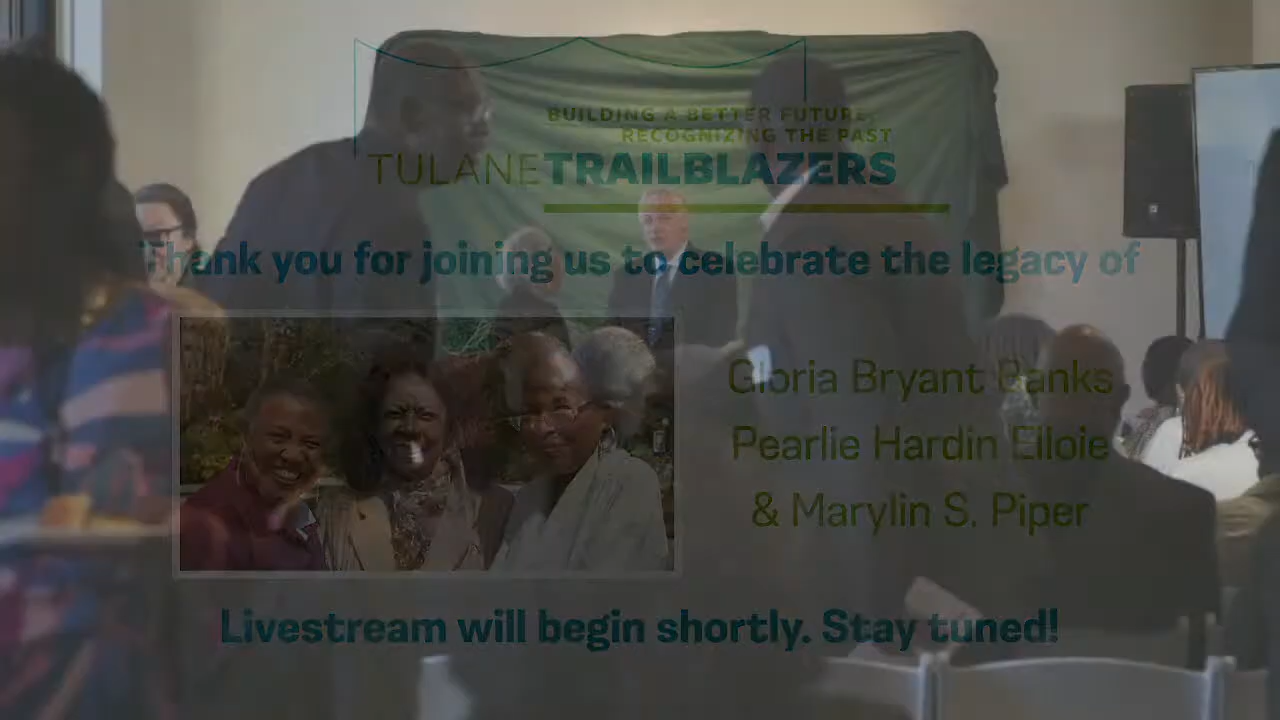 BUILDING A BETTER FUTURE,
RECOGNIZING THE PAST
TULANE TRAILBLAZERS
Thank you for joining us to celebrate the legacy of
Gloria Bryant Banks
Pearlie Hardin Elloie
& Marylin S. Piper
Livestream will begin shortly. Stay tuned!